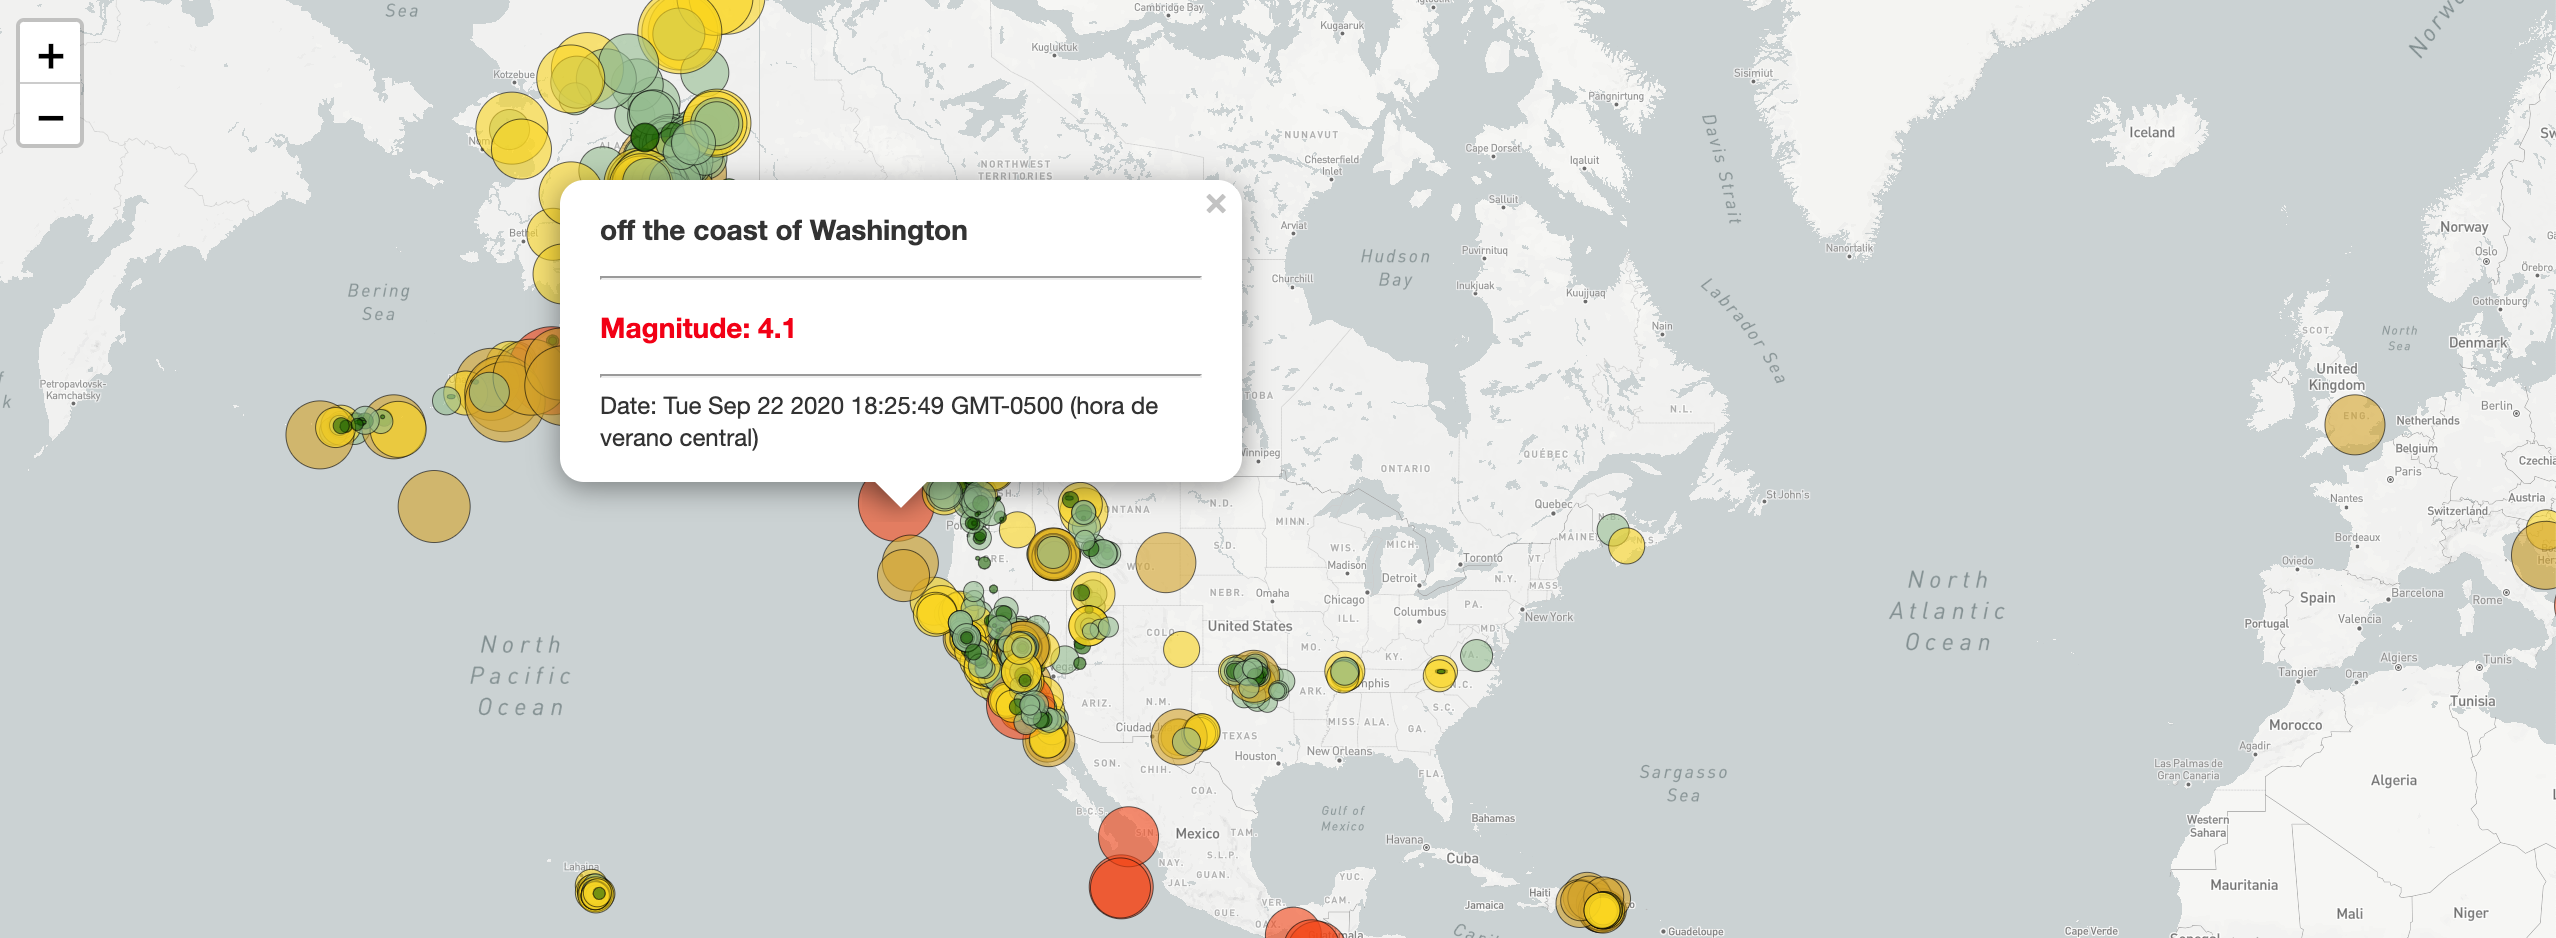 +
−
Sea
Cambridge Bay
Kugluktuk
Kugaaruk
Kotzebue
Sisimiut
Pangnirtung
Davis Strait
Iceland
NUNAVUT
NORTHWEST
TERRITORIES
Chesterfield
Inlet
Cape Dorset
Iqaluit
Salluit
Arviat
Puvirnituq
Nanortalik
Norway
Oslo
Örebro
Gothenburg
Hudson
Bay
Churchill
Inukjuak
Kuujjuaq
Labrador Sea
Nain
Bering
Sea
×
off the coast of Washington
Magnitude: 4.1
Date: Tue Sep 22 2020 18:25:49 GMT-0500 (hora de
verano central)
SCOT.
North
Sea
Denmark
United
Kingdom
ENG.
Netherlands
Berlin
Belgium
Paris
Czechia
Petropavlovsk-
Kamchatsky
N.L.
QUÉBEC
ONTARIO
Quebec
St John's
Nantes
Austria
Switzerland
Bordeaux
N.D.
MINN.
S.D.
WIS.
MICH.
Madison
Toronto
Detroit
VT.
MAINE
N.Y.
MASS.
NEBR.
Omaha
Chicago
Columbus
PA.
New York
ILL.
United States
COLO.
MO.
KY.
MD.
VA.
N.C.
ARK.
S.C.
ARIZ.
N.M.
MISS.
ALA.
GA.
TEXAS
Houston
New Orleans
FLA.
SON.
CHIH.
COA.
B.C.S.
SIN.
Mexico
TAM.
Gulf of
Mexico
NAY.
S.L.P.
JAL.
GUAN.
GUE.
VER.
YUC.
CAM.
Havana
Cuba
Bahamas
Haiti
Jamaica
Guadeloupe
Sargasso
Sea
North
Atlantic
Ocean
North
Pacific
Ocean
Lahaina
Oviedo
Spain
Barcelona
Rome
Portugal
Valencia
Tangier
Algiers
Oran
Tunis
Tunisia
Morocco
Agadir
Las Palmas de
Gran Canaria
Algeria
Western
Sahara
Mauritania
Mali
Niger
Cape Verde